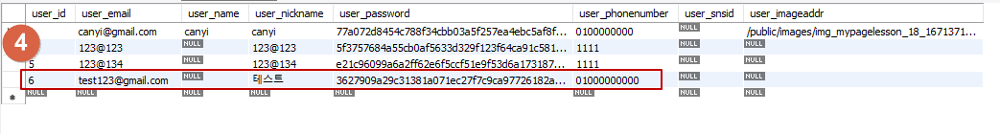 user_id user_email user_name user_nickname user_password user_phonenumber user_snsid user_imageaddr
4 canyi@gmail.com canyi canyi 77a072d8454c788f34cbb03a5f257ea4ebc5af8f... 0100000000 NULL /public/images/img_mypagelesson_18_1671371...
123@123 NULL 123@123 5f3757684a55cb0af5633d329f123f64ca91c581... 1111 NULL NULL
5 123@134 NULL 123@134 e21c96099a6a2ff62e6f5ccf51e9f53d6a173187... 1111 NULL NULL
6 test123@gmail.com NULL 테스트 3627909a29c31381a071ec27f7c9ca97726182a... 01000000000 NULL NULL
NULL NULL NULL NULL NULL NULL NULL NULL